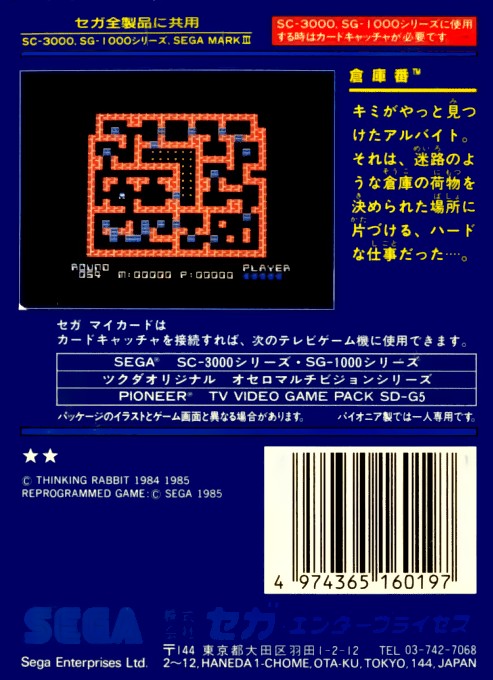 セガ全製品に共用
SC-3000, SG-1000シリーズ, SEGA MARKⅢ
SC-3000, SG-1000シリーズに使用
する時はカードキャッチャが必要です。
倉庫番™
キミがやっと見つ
けたアルバイト。
それは、迷路のよ
うな倉庫の荷物を
決められた場所に
片づける、ハード
な仕事だった…。
ROUND
M:00000 P:00000
PLAYER
セガ マイカードは
カードキャッチャを接続すれば、次のテレビゲーム機に使用できます。
SEGA® SC-3000シリーズ・SG-1000シリーズ
ツクダオリジナル オセロマルチビジョンシリーズ
PIONEER® TV VIDEO GAME PACK SD-G5
パッケージのイラストとゲーム画面と異なる場合があります。 パイオニア製では一人専用です。
★★
© THINKING RABBIT 1984 1985
REPROGRAMMED GAME:© SEGA 1985
4 974365 160197
SEGA 株式会社 セガ・エンタープライゼス
Sega Enterprises Ltd.
〒144 東京都大田区羽田1-2-12 TEL 03-742-7068
2〜12, HANEDA 1-CHOME, OTA-KU, TOKYO, 144, JAPAN